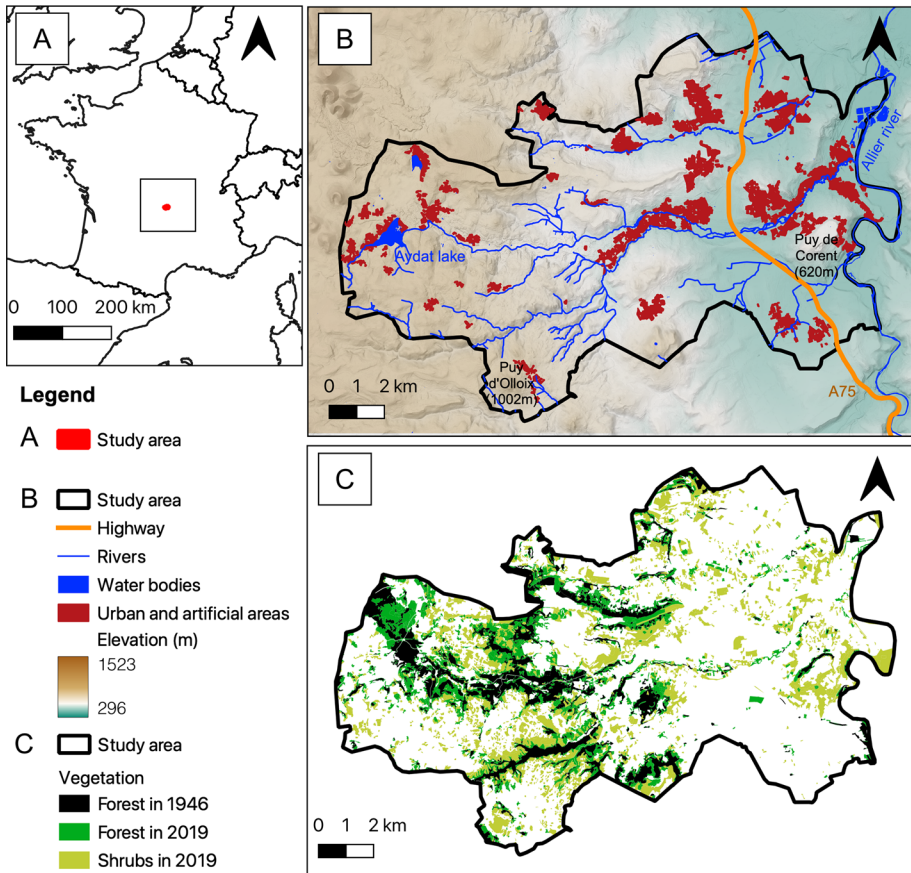 A
0 100 200 km
B
Allier river
Aydat lake
Puy de
Corent
(620m)
Puy
d'Olloix
(1002m)
0 1 2 km
A75
Legend
A Study area
B Study area
Highway
Rivers
Water bodies
Urban and artificial areas
Elevation (m)
1523
296
C Study area
Vegetation
Forest in 1946
Forest in 2019
Shrubs in 2019
C
0 1 2 km